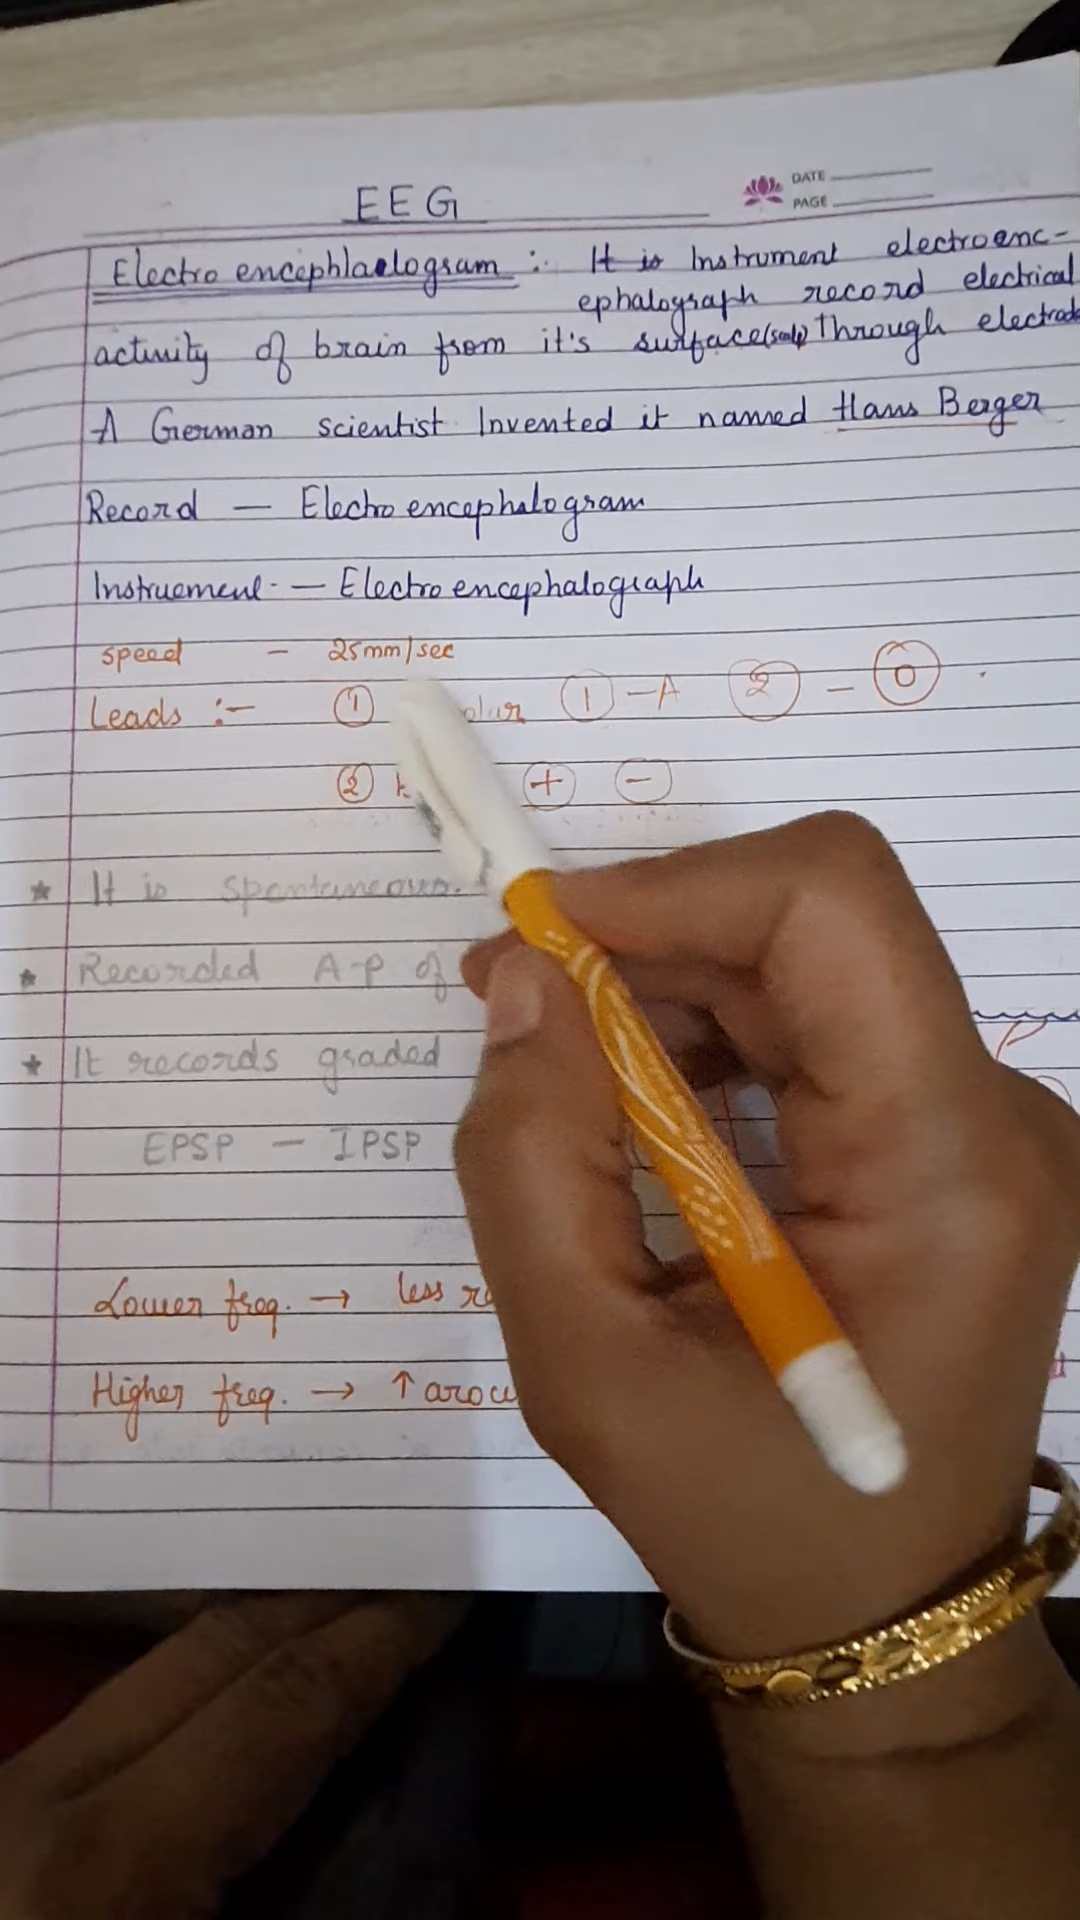 EEG
DATE
PAGE
Electro encephlaelogram :- It is Instrument electroenc-
ephalograph record electrical
activity of brain from it's surface(scalp) Through electrode
A German scientist Invented it named Hans Berger
Record — Electro encephalogram
Instruement - — Electro encephalograph
speed - 25mm/sec
Leads :- ① olar ① -A ② - ⓪
② + -
★ It is spontaneous.
★ Recorded A-P of
★ It records graded
EPSP - IPSP
Lower freq. → less
Higher freq. → ↑